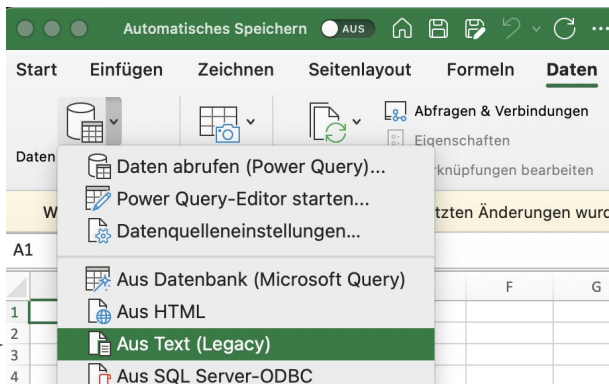 Automatisches Speichern AUS ...
Start Einfügen Zeichnen Seitenlayout Formeln Daten
Abfragen & Verbindungen
Eigenschaften
Daten
rknüpfungen bearbeiten
Daten abrufen (Power Query)...
Power Query-Editor starten...
W tzten Änderungen wurd
Datenquelleneinstellungen...
A1
Aus Datenbank (Microsoft Query)
F G
1 Aus HTML
2
Aus Text (Legacy)
3
4 Aus SQL Server-ODBC